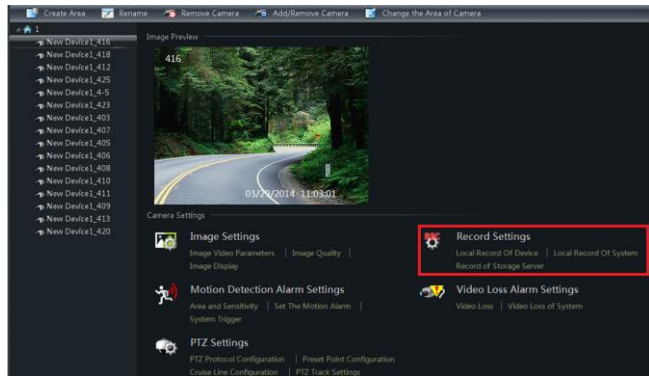 Create Area Rename Remove Camera Add/Remove Camera Change the Area of Camera
1
New Device1_416
New Device1_418
New Device1_412
New Device1_425
New Device1_4-5
New Device1_423
New Device1_403
New Device1_407
New Device1_405
New Device1_406
New Device1_408
New Device1_410
New Device1_411
New Device1_409
New Device1_413
New Device1_420
Image Preview
416
03/29/2014 11:03:01
Camera Settings
Image Settings
Image Video Parameters | Image Quality |
Image Display
Record Settings
Local Record Of Device | Local Record Of System
Record of Storage Server
Motion Detection Alarm Settings
Area and Sensitivity | Set The Motion Alarm |
System Trigger
Video Loss Alarm Settings
Video Loss | Video Loss of System
PTZ Settings
PTZ Protocol Configuration | Preset Point Configuration
Cruise Line Configuration | PTZ Track Settings